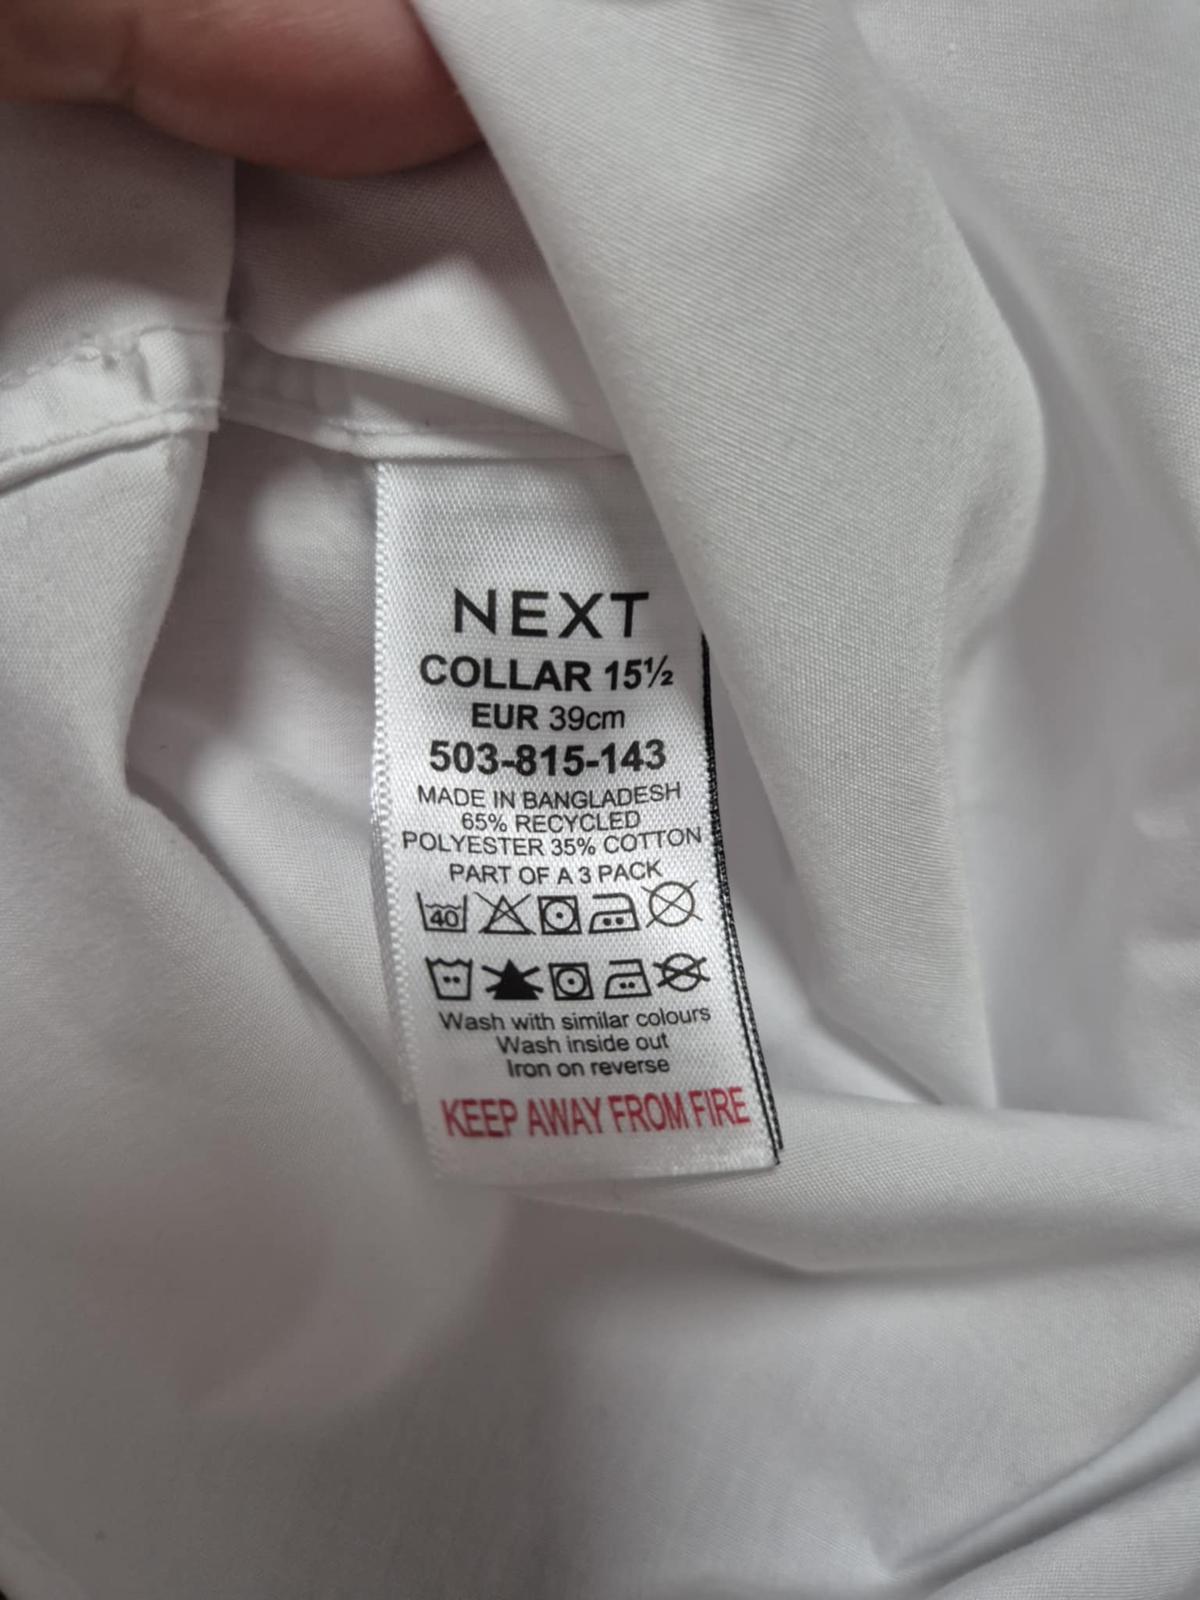 NEXT
COLLAR 15½
EUR 39cm
503-815-143
MADE IN BANGLADESH
65% RECYCLED
POLYESTER 35% COTTON
PART OF A 3 PACK
40
Wash with similar colours
Wash inside out
Iron on reverse
KEEP AWAY FROM FIRE